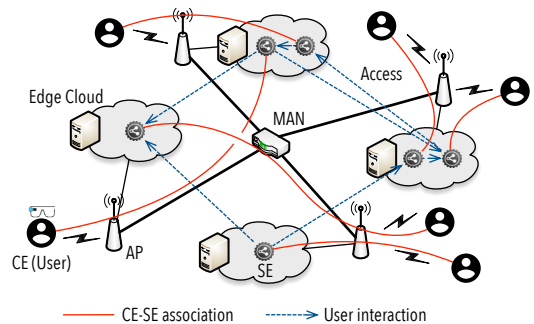 Access
Edge Cloud
MAN
CE (User)
AP
SE
CE-SE association
User interaction